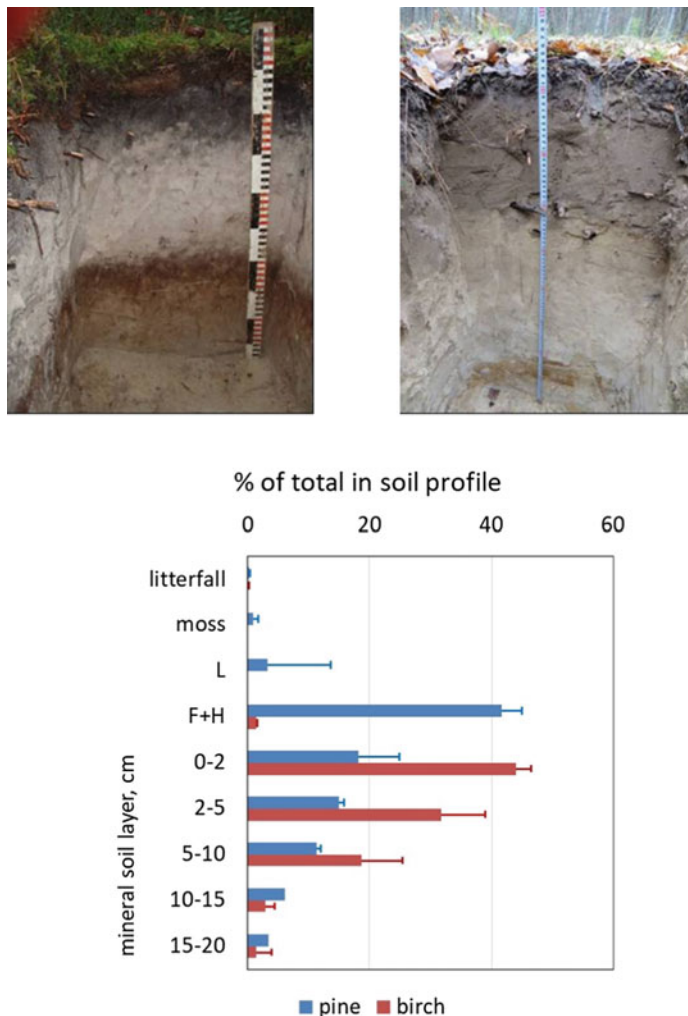 % of total in soil profile
0 20 40 60
litterfall
moss
L
F+H
0-2
2-5
5-10
10-15
15-20
mineral soil layer, cm
pine birch